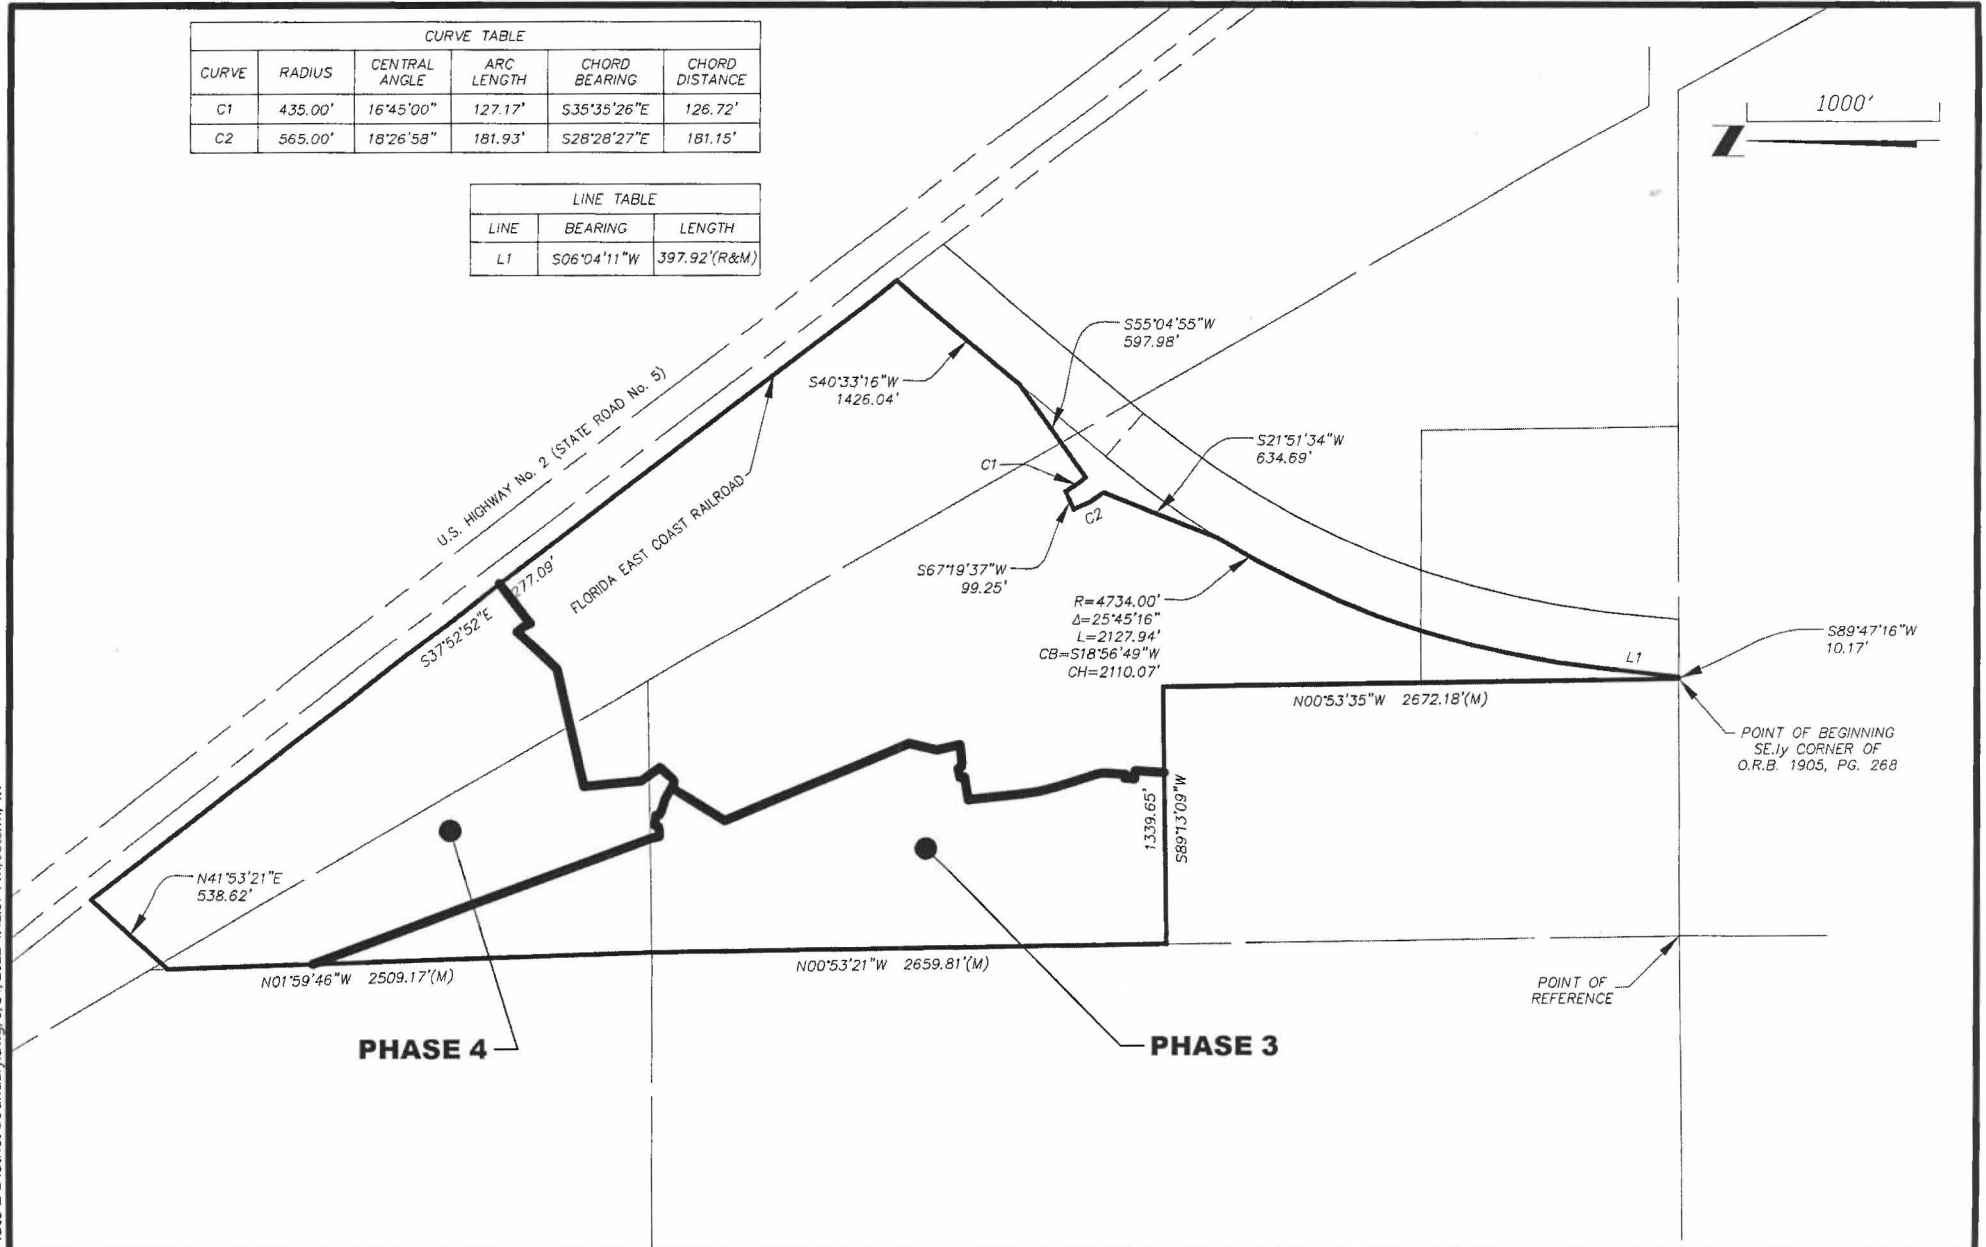 CURVE TABLE
CURVE RADIUS CENTRAL ANGLE ARC LENGTH CHORD BEARING CHORD DISTANCE
C1 435.00' 16°45'00" 127.17' S35°35'26"E 126.72'
C2 565.00' 18°26'58" 181.93' S28°28'27"E 181.15'
LINE TABLE
LINE BEARING LENGTH
L1 S06°04'11"W 397.92'(R&M)
1000'
Z
U.S. HIGHWAY No. 2 (STATE ROAD No. 5)
FLORIDA EAST COAST RAILROAD
S37°52'52"E
277.09'
S40°33'16"W
1426.04'
S55°04'55"W
597.98'
C1
C2
S21°51'34"W
634.69'
S67°19'37"W
99.25'
R=4734.00'
Δ=25°45'16"
L=2127.94'
CB=S18°56'49"W
CH=2110.07'
L1
S89°47'16"W
10.17'
N00°53'35"W 2672.18'(M)
POINT OF BEGINNING
SE.ly CORNER OF
O.R.B. 1905, PG. 268
1339.65'
S89°13'09"W
N41°53'21"E
538.62'
N01°59'46"W 2509.17'(M)
N00°53'21"W 2659.81'(M)
POINT OF
REFERENCE
PHASE 4
PHASE 3